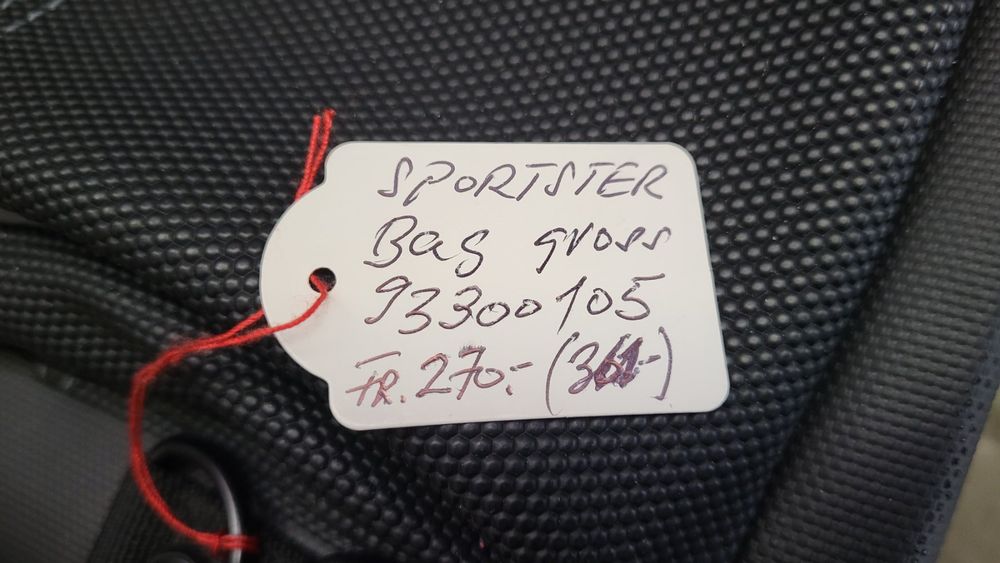 SPORTSTER
Bag gross
93300105
FR. 270.-